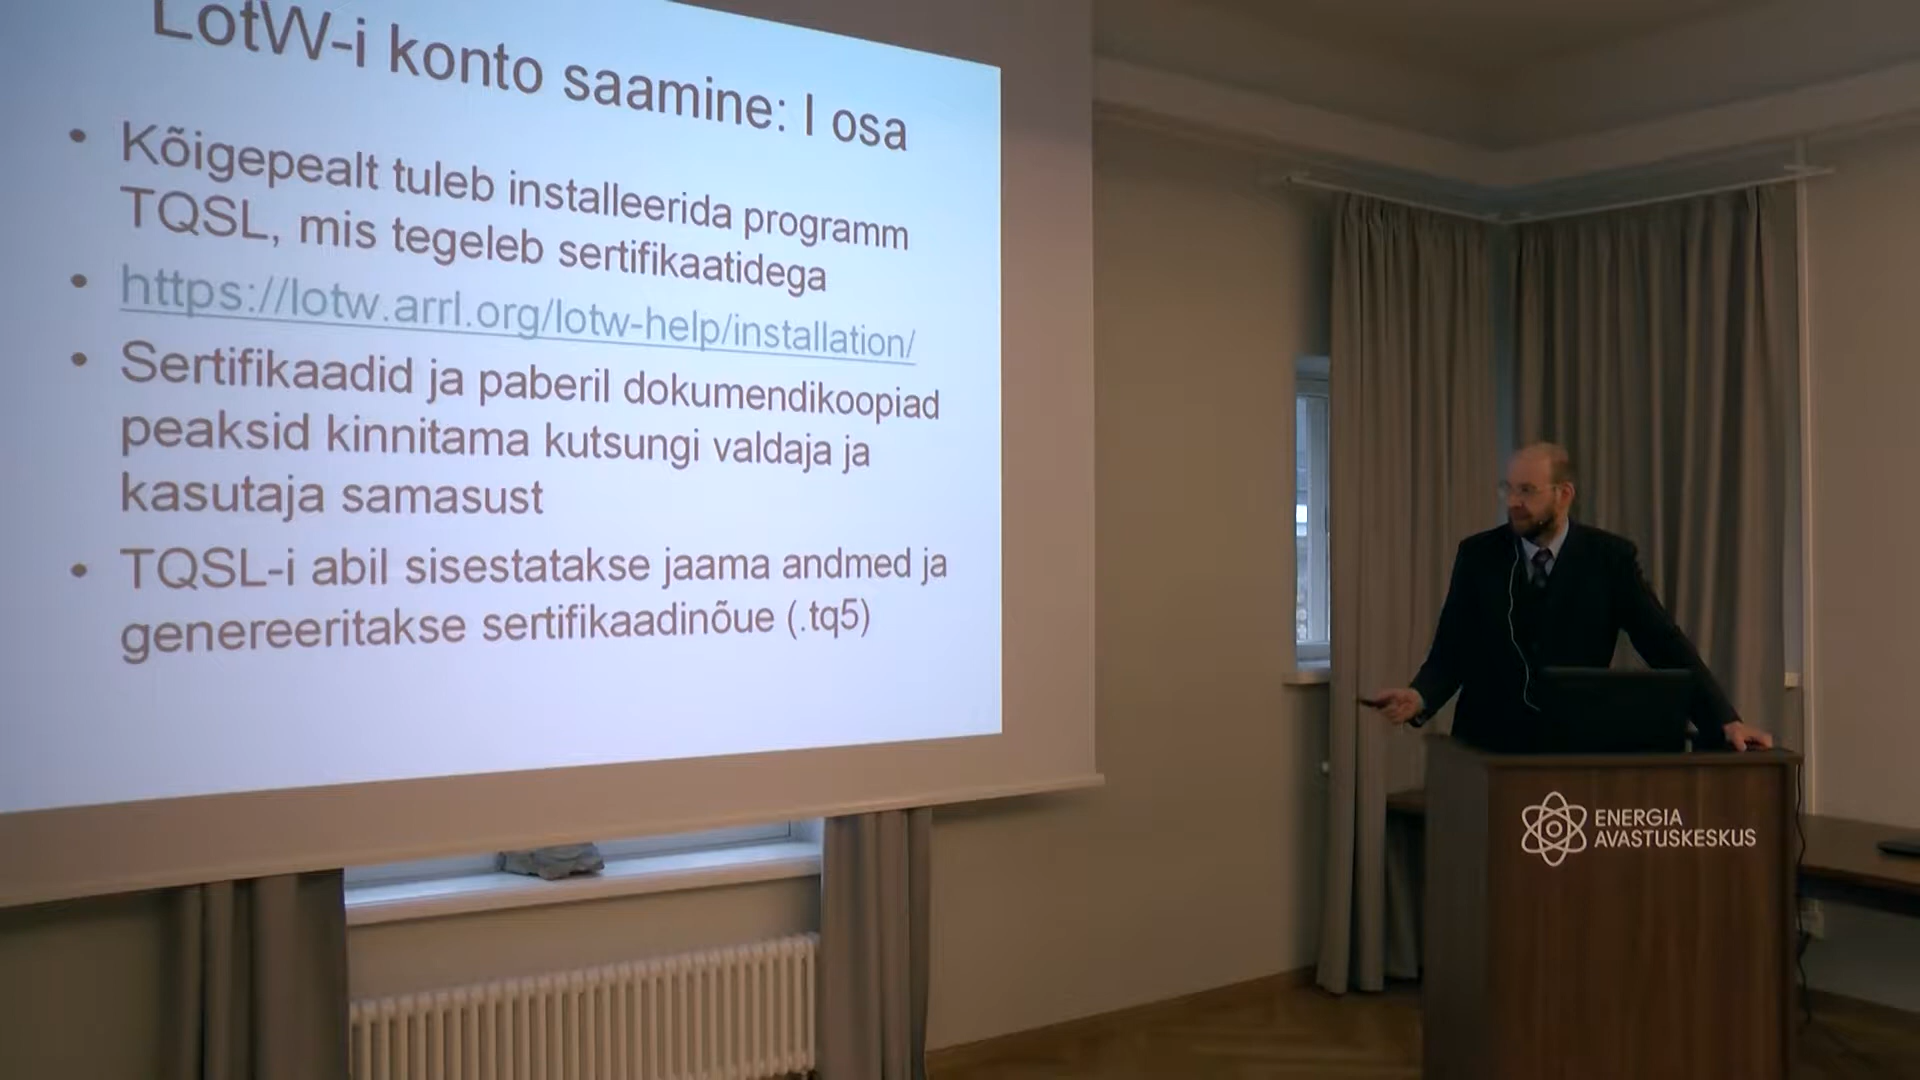 LotW-i konto saamine: I osa
• Kõigepealt tuleb installeerida programm
TQSL, mis tegeleb sertifikaatidega
• https://lotw.arrl.org/lotw-help/installation/
• Sertifikaadid ja paberil dokumendikoopiad
peaksid kinnitama kutsungi valdaja ja
kasutaja samasust
• TQSL-i abil sisestatakse jaama andmed ja
genereeritakse sertifikaadinõue (.tq5)
ENERGIA
AVASTUSKESKUS